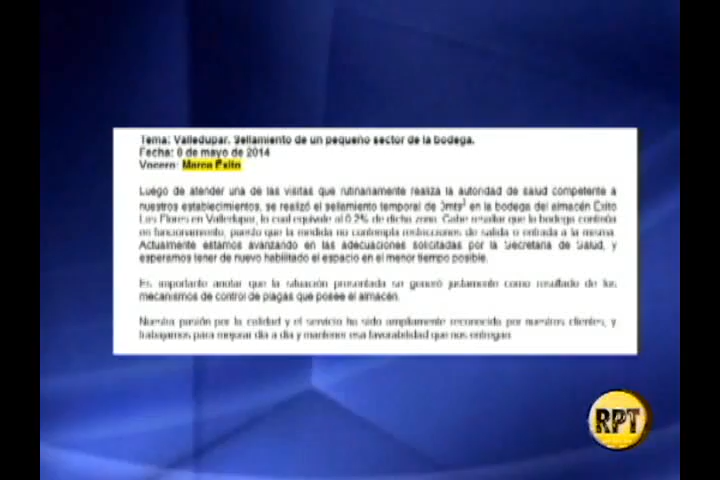 Tema: Valledupar. Sellamiento de un pequeño sector de la bodega.
Fecha: 8 de mayo de 2014
Vocero: Marca Éxito
Luego de atender una de las visitas que rutinariamente realiza la autoridad de salud competente a
nuestros establecimientos, se realizó el sellamiento temporal de 3mts² en la bodega del almacén Éxito
Las Flores en Valledupar, lo cual equivale al 0.2% de dicha zona. Cabe resaltar que la bodega continúa
en funcionamiento, puesto que la medida no contempla restricciones de salida o entrada a la misma.
Actualmente estamos avanzando en las adecuaciones solicitadas por la Secretaría de Salud, y
esperamos tener de nuevo habilitado el espacio en el menor tiempo posible.
Es importante anotar que la situación presentada se generó justamente como resultado de los
mecanismos de control de plagas que posee el almacén.
Nuestra pasión por la calidad y el servicio ha sido ampliamente reconocida por nuestros clientes, y
trabajamos para mejorar día a día y mantener esa favorabilidad que nos entregan.
RPT